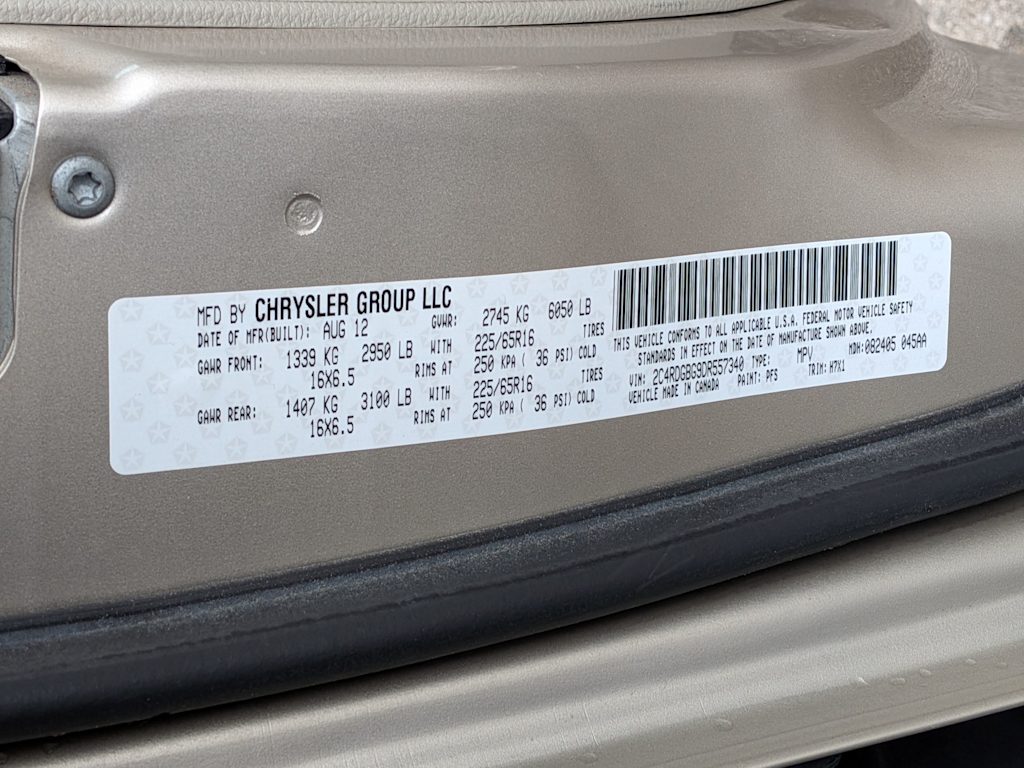 MFD BY CHRYSLER GROUP LLC
DATE OF MFR(BUILT): AUG 12 GVWR: 2745 KG 6050 LB
GAWR FRONT: 1339 KG 2950 LB WITH 225/65R16 TIRES
16X6.5 RIMS AT 250 KPA ( 36 PSI) COLD
GAWR REAR: 1407 KG 3100 LB WITH 225/65R16 TIRES
16X6.5 RIMS AT 250 KPA ( 36 PSI) COLD
THIS VEHICLE CONFORMS TO ALL APPLICABLE U.S.A. FEDERAL MOTOR VEHICLE SAFETY
STANDARDS IN EFFECT ON THE DATE OF MANUFACTURE SHOWN ABOVE.
VIN: 2C4RDGBG9DR557340 TYPE: MPV MDH: 082405 045AA
VEHICLE MADE IN CANADA PAINT: PFS TRIM: H7X1